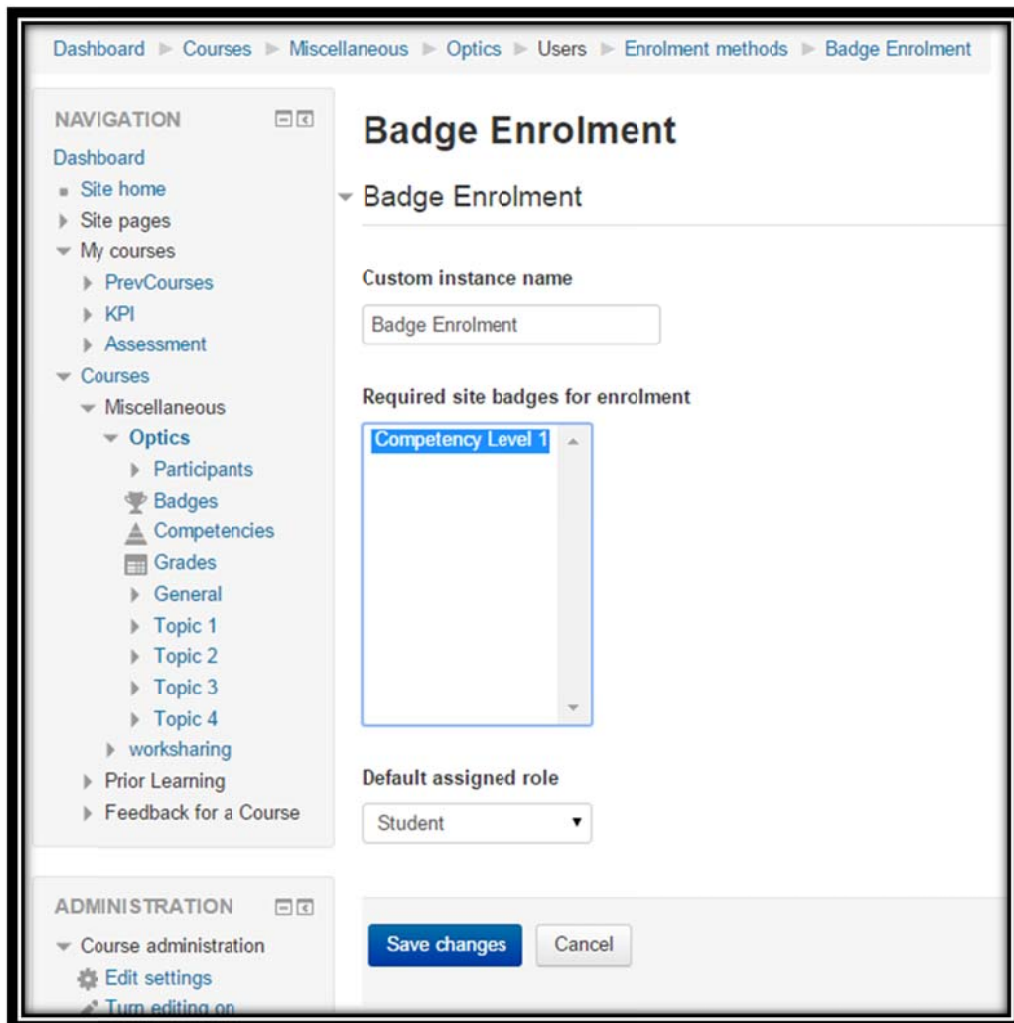 Dashboard Courses Miscellaneous Optics Users Enrolment methods Badge Enrolment
NAVIGATION
Dashboard
Site home
Site pages
My courses
PrevCourses
KPI
Assessment
Courses
Miscellaneous
Optics
Participants
Badges
Competencies
Grades
General
Topic 1
Topic 2
Topic 3
Topic 4
worksharing
Prior Learning
Feedback for a Course
ADMINISTRATION
Course administration
Edit settings
Turn editing on
Badge Enrolment
Badge Enrolment
Custom instance name
Badge Enrolment
Required site badges for enrolment
Competency Level 1
Default assigned role
Student
Save changes Cancel